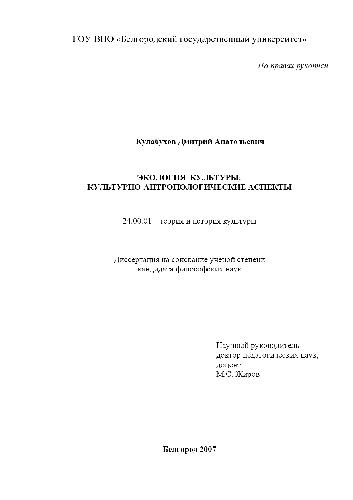 ГОУ ВПО «Белгородский государственный университет»
На правах рукописи
Кулабухов Дмитрий Анатольевич
ЭКОЛОГИЯ КУЛЬТУРЫ:
КУЛЬТУРНО-АНТРОПОЛОГИЧЕСКИЕ АСПЕКТЫ
24.00.01 – теория и история культуры
Диссертация на соискание ученой степени
кандидата философских наук
Научный руководитель
доктор педагогических наук,
доцент
М.С. Жиров
Белгород 2007